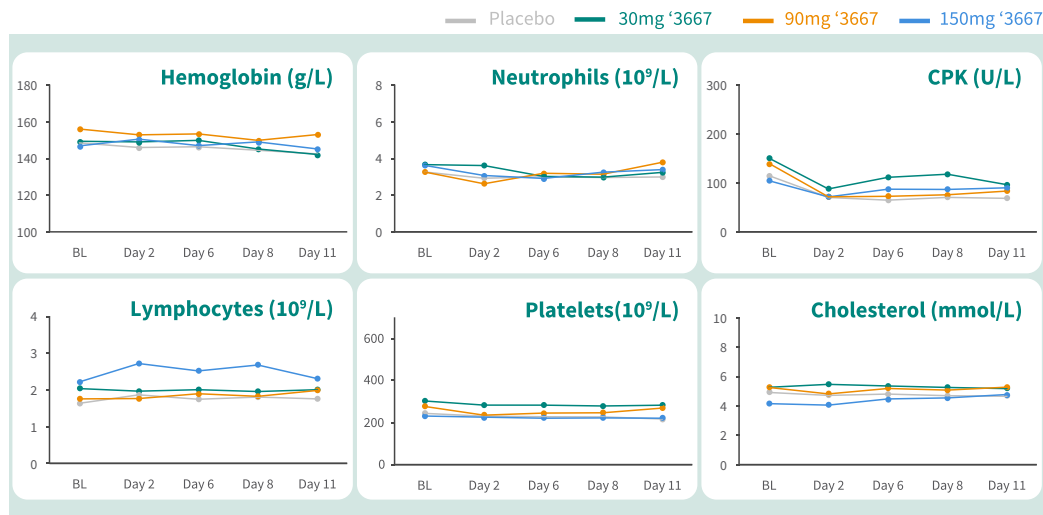 Placebo 30mg ‘3667 90mg ‘3667 150mg ‘3667
Hemoglobin (g/L)
180
160
140
120
100
BL Day 2 Day 6 Day 8 Day 11
Neutrophils (10⁹/L)
8
6
4
2
0
BL Day 2 Day 6 Day 8 Day 11
CPK (U/L)
300
200
100
0
BL Day 2 Day 6 Day 8 Day 11
Lymphocytes (10⁹/L)
4
3
2
1
0
BL Day 2 Day 6 Day 8 Day 11
Platelets(10⁹/L)
600
400
200
0
BL Day 2 Day 6 Day 8 Day 11
Cholesterol (mmol/L)
10
8
6
4
2
0
BL Day 2 Day 6 Day 8 Day 11